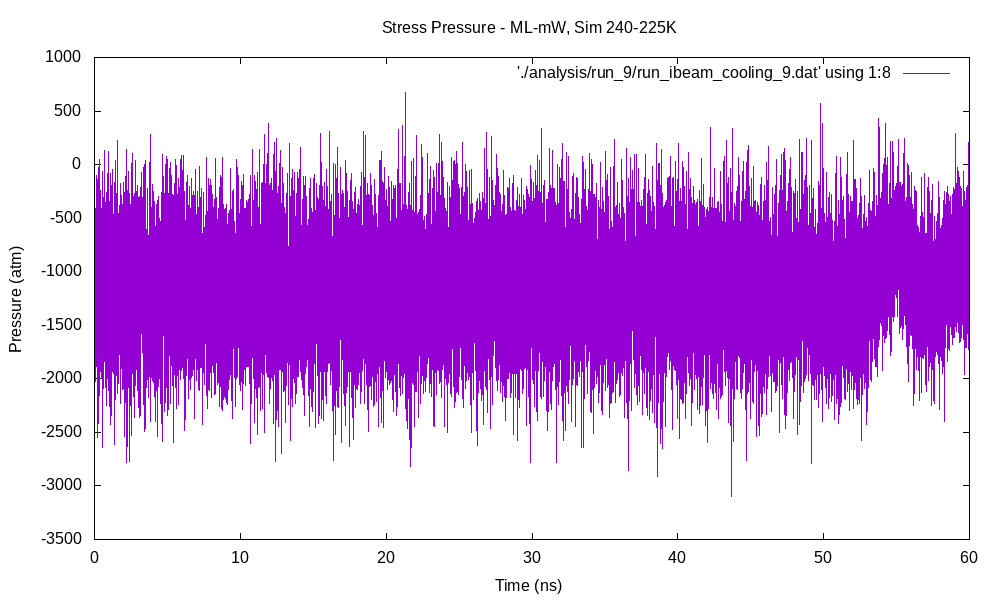 Stress Pressure - ML-mW, Sim 240-225K
'./analysis/run_9/run_ibeam_cooling_9.dat' using 1:8
1000
500
0
-500
-1000
-1500
-2000
-2500
-3000
-3500
Pressure (atm)
0 10 20 30 40 50 60
Time (ns)